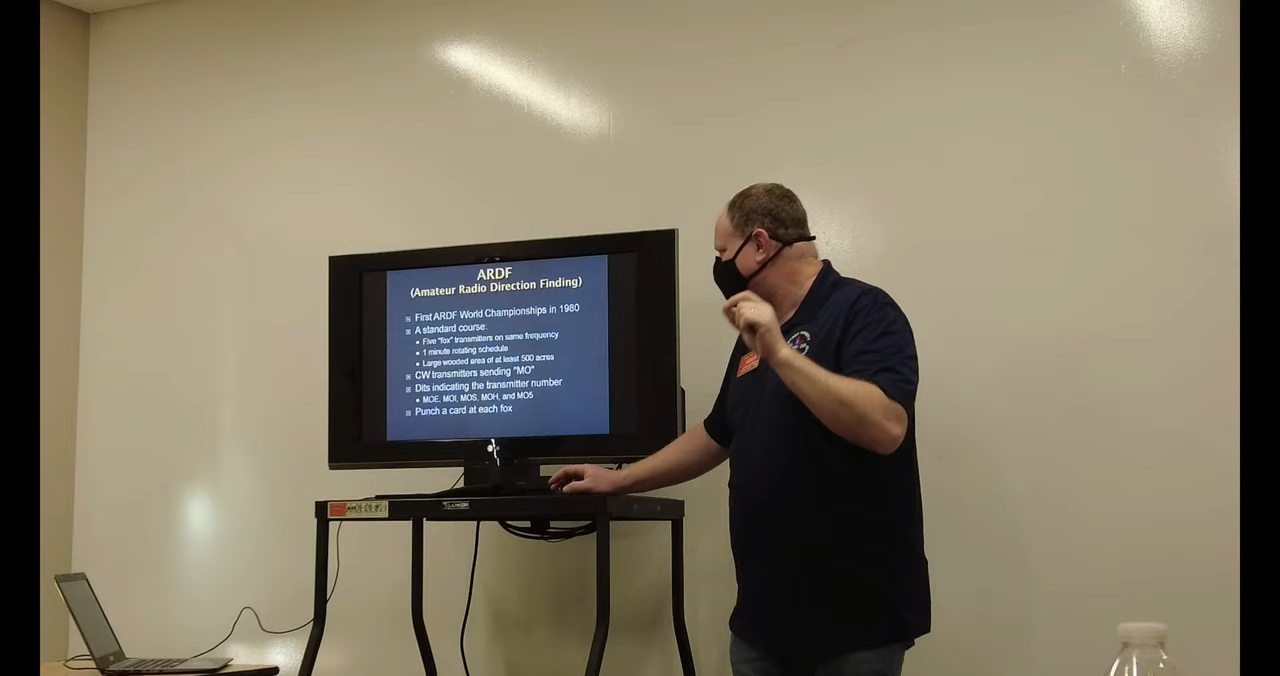 ARDF
(Amateur Radio Direction Finding)
First ARDF World Championships in 1980
A standard course:
Five "fox" transmitters on same frequency
1 minute rotating schedule
Large wooded area of at least 500 acres
CW transmitters sending "MO"
Dits indicating the transmitter number
MOE, MOI, MOS, MOH, and MO5
Punch a card at each fox